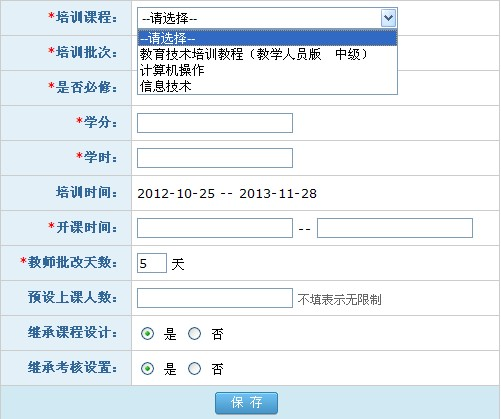 *培训课程： --请选择--
--请选择--
*培训批次： 教育技术培训教程（教学人员版　中级）
计算机操作
*是否必修： 信息技术
*学分：
*学时：
培训时间： 2012-10-25 -- 2013-11-28
*开课时间： --
*教师批改天数： 5 天
预设上课人数： 不填表示无限制
继承课程设计： 是 否
继承考核设置： 是 否
保 存